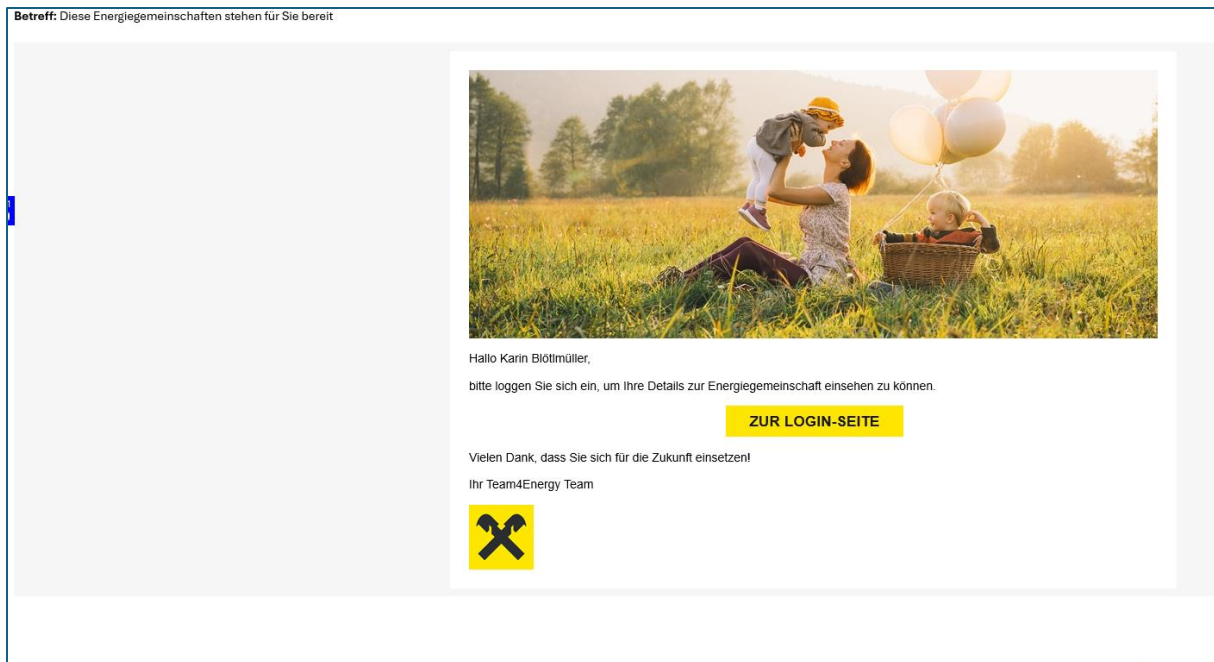 Betreff: Diese Energiegemeinschaften stehen für Sie bereit
Hallo Karin Blötlmüller,
bitte loggen Sie sich ein, um Ihre Details zur Energiegemeinschaft einsehen zu können.
ZUR LOGIN-SEITE
Vielen Dank, dass Sie sich für die Zukunft einsetzen!
Ihr Team4Energy Team